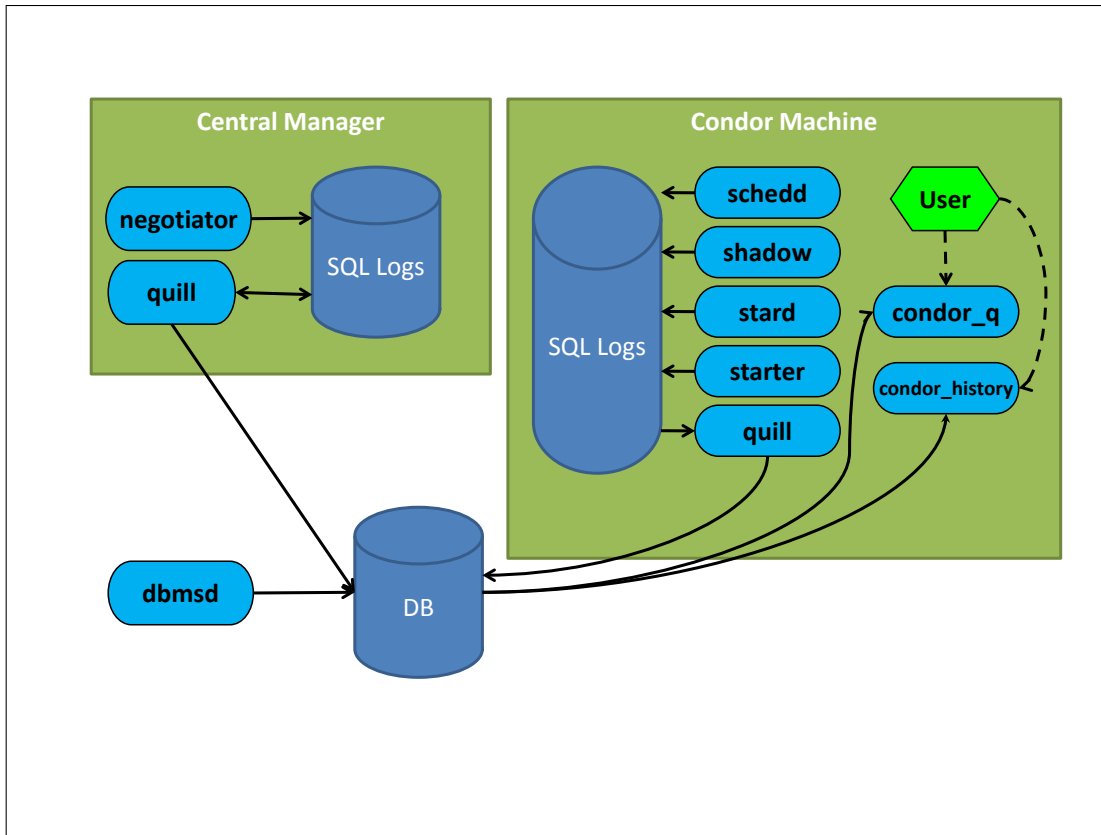 Central Manager
negotiator
quill
SQL Logs
Condor Machine
SQL Logs
schedd
shadow
stard
starter
quill
User
condor_q
condor_history
dbmsd
DB